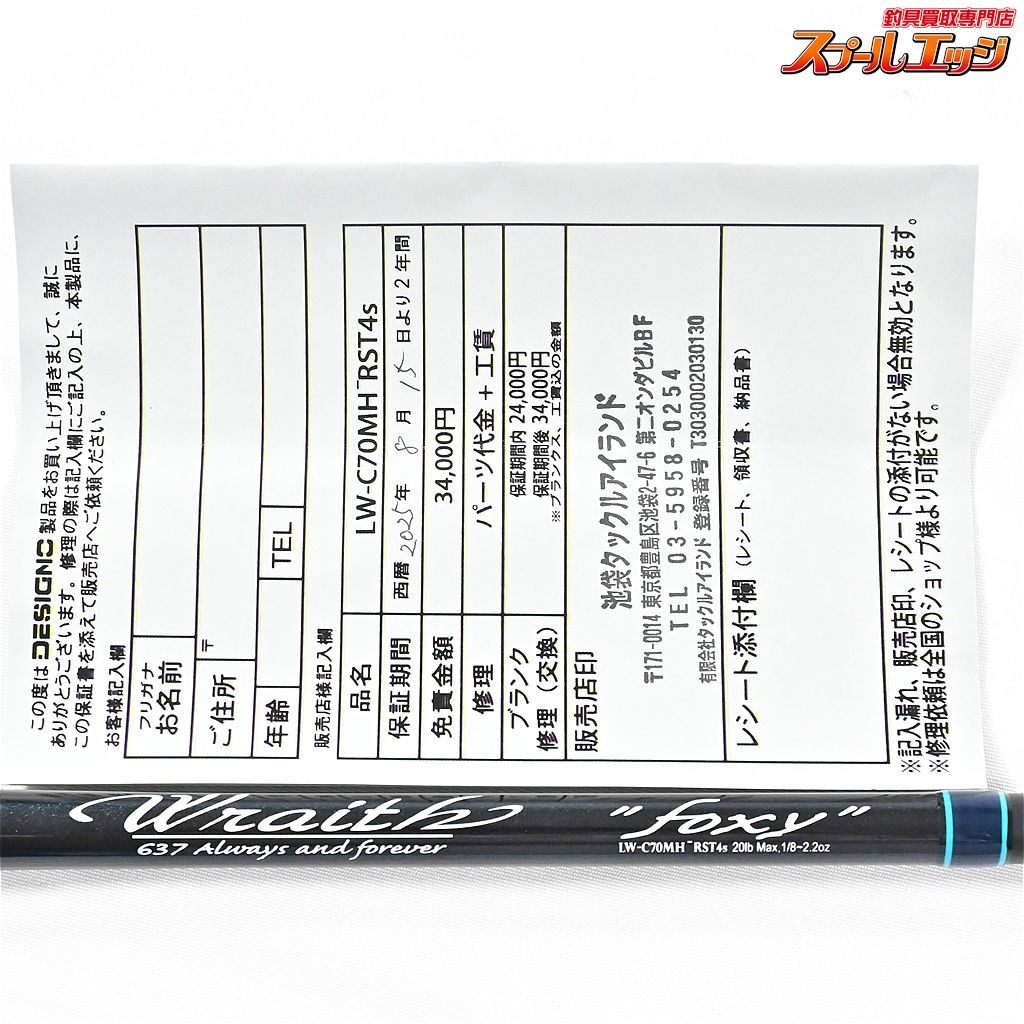 釣具買取専門店
スプールエッジ
この度は DESIGNO 製品をお買い上げ頂きまして、誠に
ありがとうございます。修理の際は記入欄にご記入の上、本製品に、
この保証書を添えて販売店へご依頼ください。
お客様記入欄
フリガナ
お名前
ご住所 〒
年齢 TEL
販売店様記入欄
品名 LW-C70MH⁻RST4s
保証期間 西暦 2025年 8 月 15 日より2年間
免責金額 34,000円
修理 パーツ代金 + 工賃
ブランク
修理(交換)
保証期間内 24,000円
保証期間後 34,000円
※ブランクス、工賃込の金額
販売店印
池袋タックルアイランド
〒171-0014 東京都豊島区池袋2-47-6 第二オンダビルBF
TEL 03-5958-0254
有限会社タックルアイランド 登録番号 T3030002030130
レシート添付欄(レシート、領収書、納品書)
※記入漏れ、販売店印、レシートの添付がない場合無効となります。
※修理依頼は全国のショップ様より可能です。
Wraith "foxy"
637 Always and forever
LW-C70MH⁻RST4s 20lb Max,1/8~2.2oz